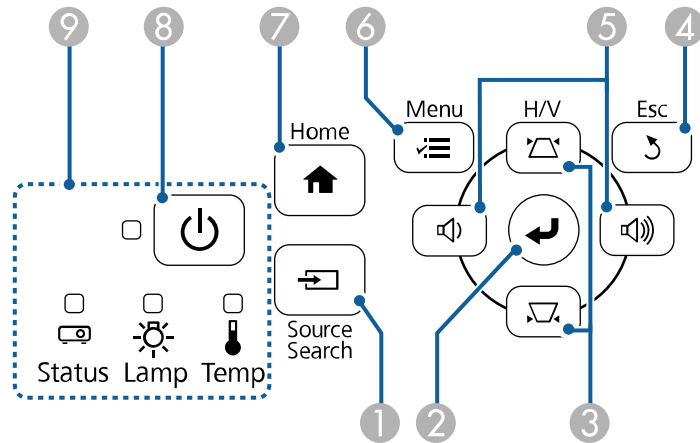 9 8 7 6 5 4
Menu H/V Esc
Home
Source
Search
Status Lamp Temp
1 2 3